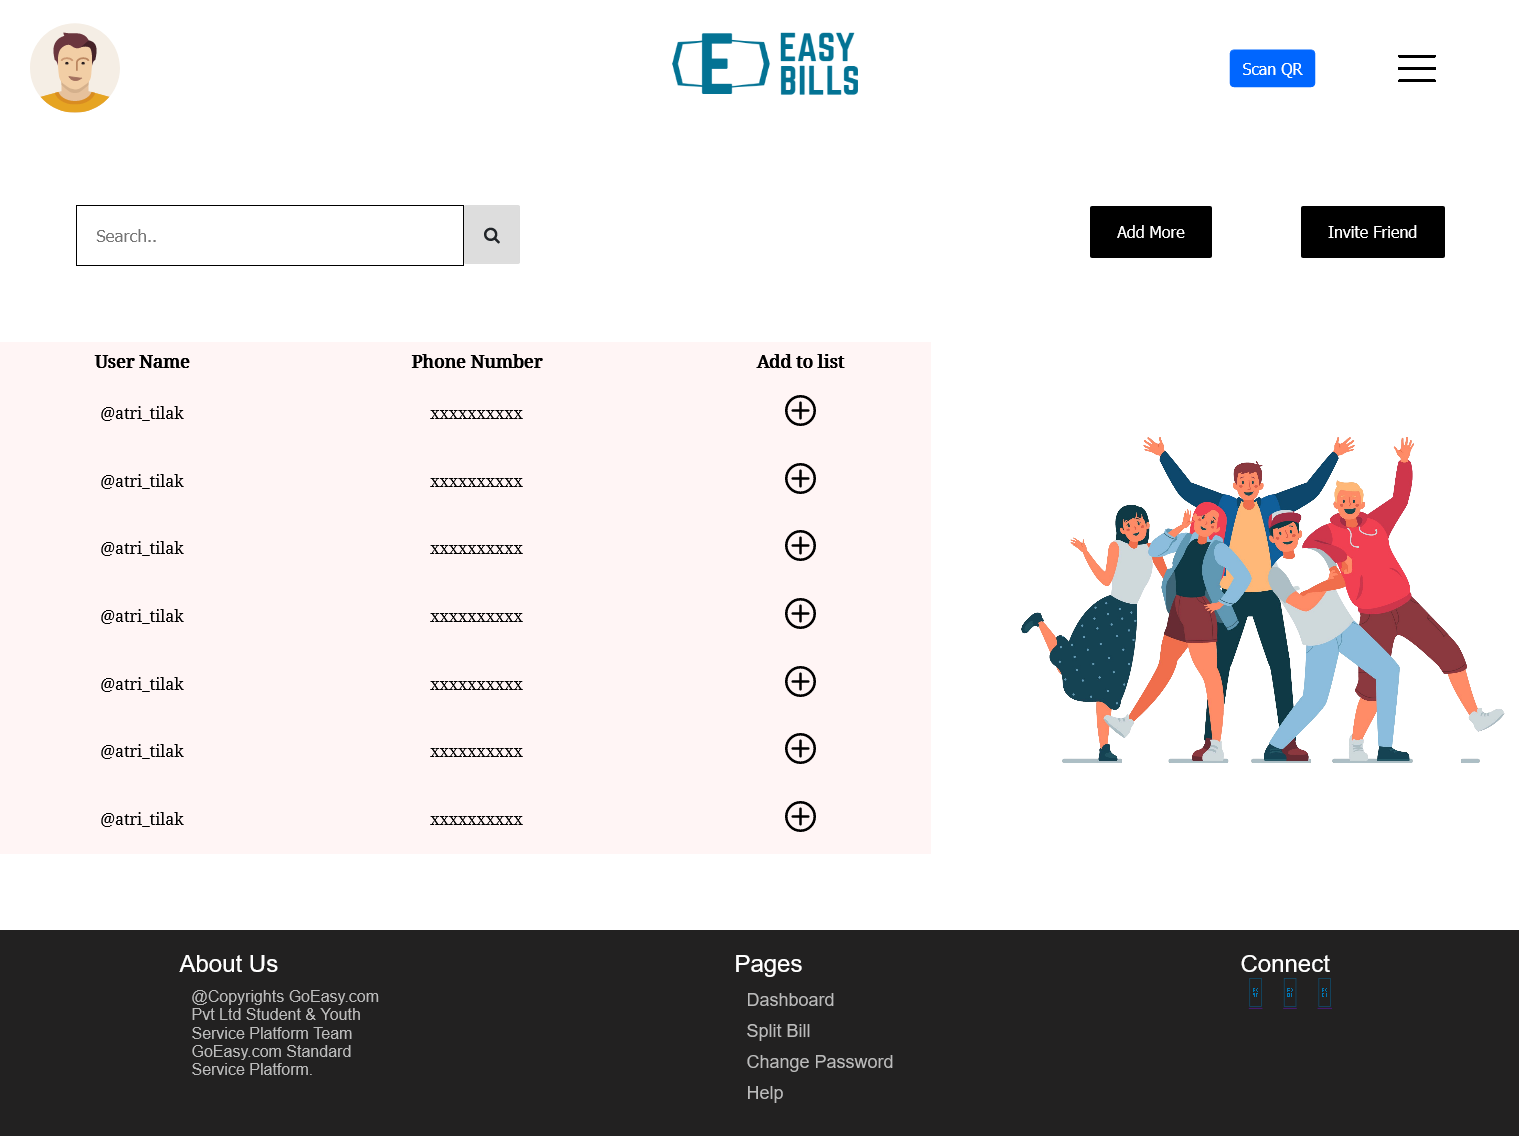 EASY
BILLS
Scan QR
Search..
Add More
Invite Friend
User Name Phone Number Add to list
@atri_tilak xxxxxxxxxx
@atri_tilak xxxxxxxxxx
@atri_tilak xxxxxxxxxx
@atri_tilak xxxxxxxxxx
@atri_tilak xxxxxxxxxx
@atri_tilak xxxxxxxxxx
@atri_tilak xxxxxxxxxx
About Us
@Copyrights GoEasy.com
Pvt Ltd Student & Youth
Service Platform Team
GoEasy.com Standard
Service Platform.
Pages
Dashboard
Split Bill
Change Password
Help
Connect